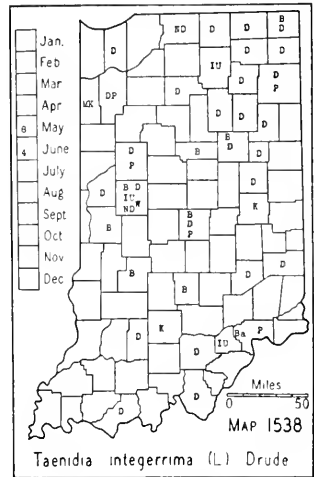 Jan.
Feb
Mar
Apr
6 May
4 June
July
Aug
Sept
Oct
Nov
Dec
ND D D B D
D D D
IU D D P
MK DP D
D D D
B D
D P B D
B D IU W ND
D D
K
B B D P
B D D
K D IU Ba P
D
D D
Miles
0 50
MAP 1538
Taenidia integerrima (L) Drude